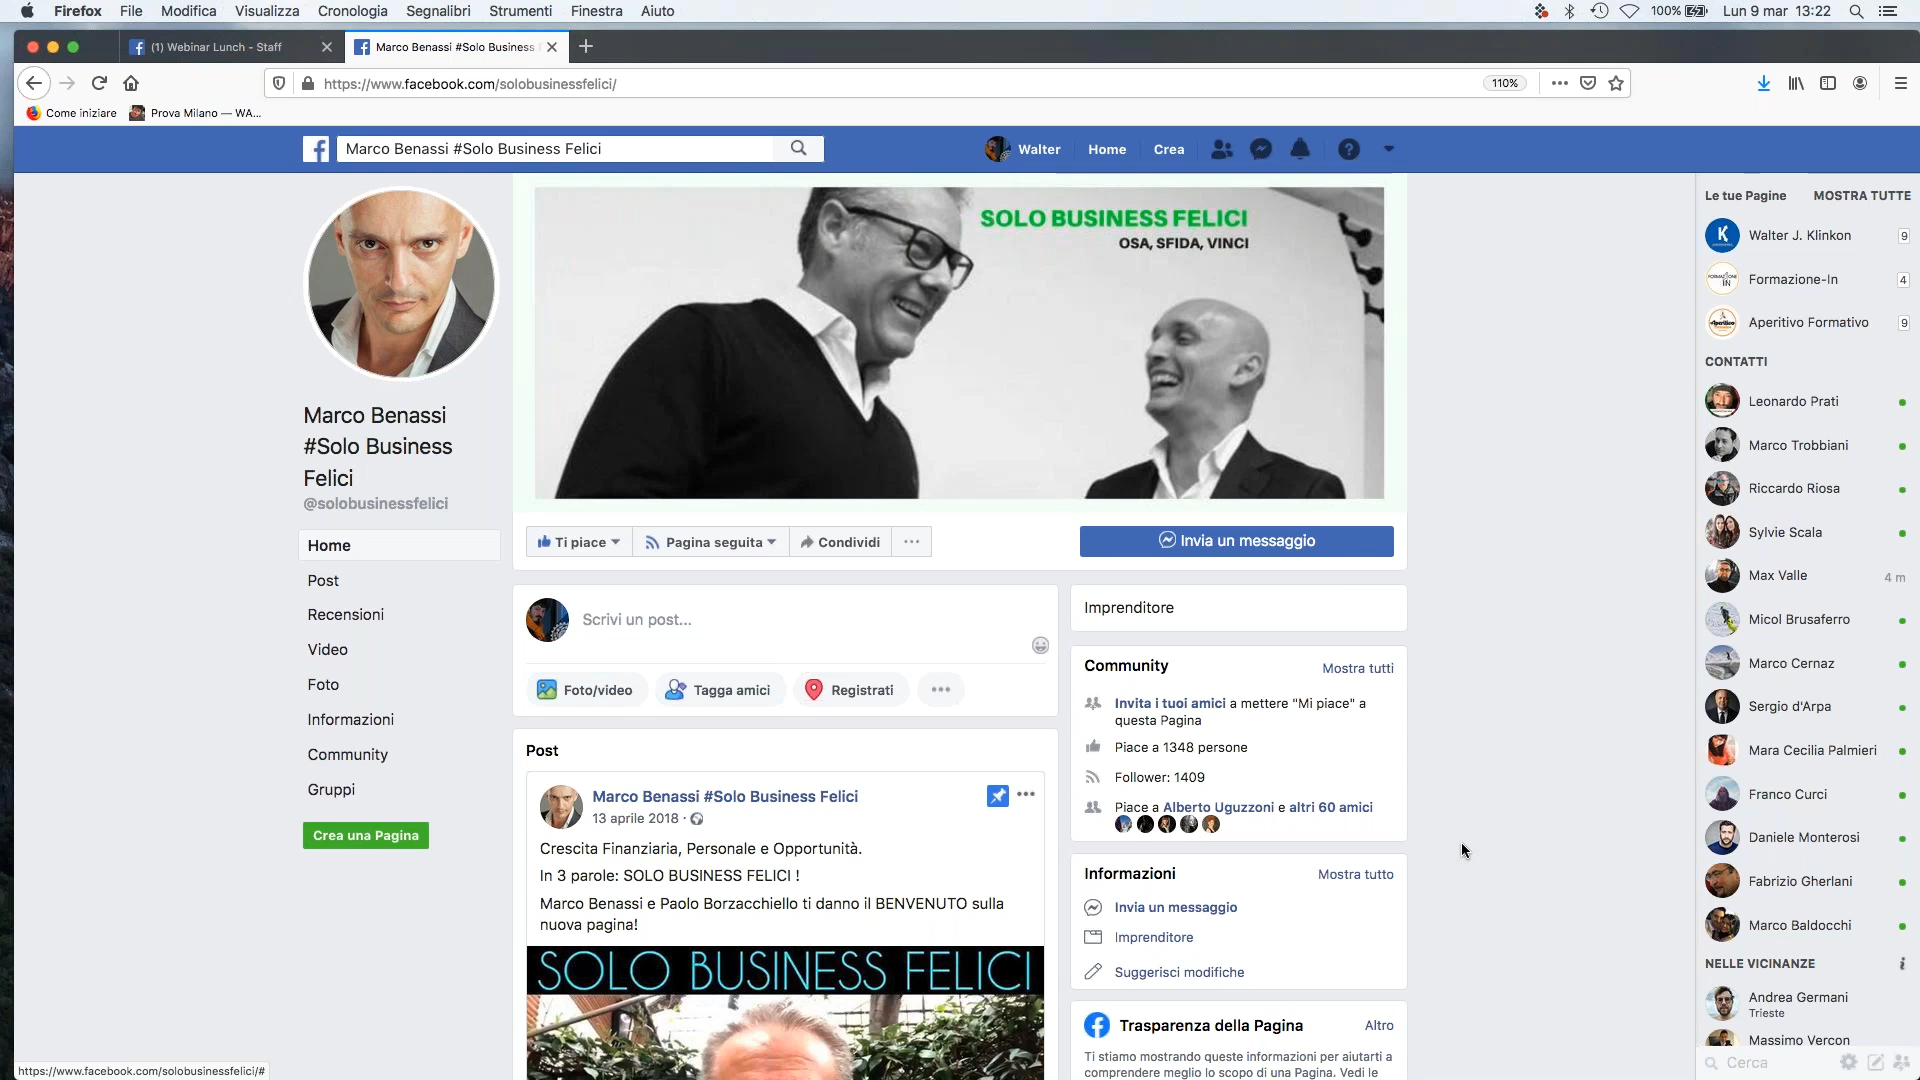 Firefox File Modifica Visualizza Cronologia Segnalibri Strumenti Finestra Aiuto 100% Lun 9 mar 13:22
(1) Webinar Lunch - Staff Marco Benassi #Solo Business
https://www.facebook.com/solobusinessfelici/ 110%
Come iniziare Prova Milano — WA...
Marco Benassi #Solo Business Felici Walter Home Crea
Marco Benassi
#Solo Business
Felici
@solobusinessfelici
Home
Post
Recensioni
Video
Foto
Informazioni
Community
Gruppi
Crea una Pagina
SOLO BUSINESS FELICI
OSA, SFIDA, VINCI
Ti piace Pagina seguita Condividi ... Invia un messaggio
Scrivi un post...
Foto/video Tagga amici Registrati
Post
Marco Benassi #Solo Business Felici
13 aprile 2018 ·
Crescita Finanziaria, Personale e Opportunità.
In 3 parole: SOLO BUSINESS FELICI !
Marco Benassi e Paolo Borzacchiello ti danno il BENVENUTO sulla
nuova pagina!
SOLO BUSINESS FELICI
Imprenditore
Community Mostra tutti
Invita i tuoi amici a mettere "Mi piace" a
questa Pagina
Piace a 1348 persone
Follower: 1409
Piace a Alberto Uguzzoni e altri 60 amici
Informazioni Mostra tutto
Invia un messaggio
Imprenditore
Suggerisci modifiche
Trasparenza della Pagina Altro
Ti stiamo mostrando queste informazioni per aiutarti a
comprendere meglio lo scopo di una Pagina. Vedi le
Le tue Pagine MOSTRA TUTTE
K Walter J. Klinkon 9
Formazione-In 4
Aperitivo Formativo 9
CONTATTI
Leonardo Prati
Marco Trobbiani
Riccardo Riosa
Sylvie Scala
Max Valle 4 m
Micol Brusaferro
Marco Cernaz
Sergio d'Arpa
Mara Cecilia Palmieri
Franco Curci
Daniele Monterosi
Fabrizio Gherlani
Marco Baldocchi
NELLE VICINANZE
Andrea Germani
Trieste
Massimo Vercon
Cerca
https://www.facebook.com/solobusinessfelici/#